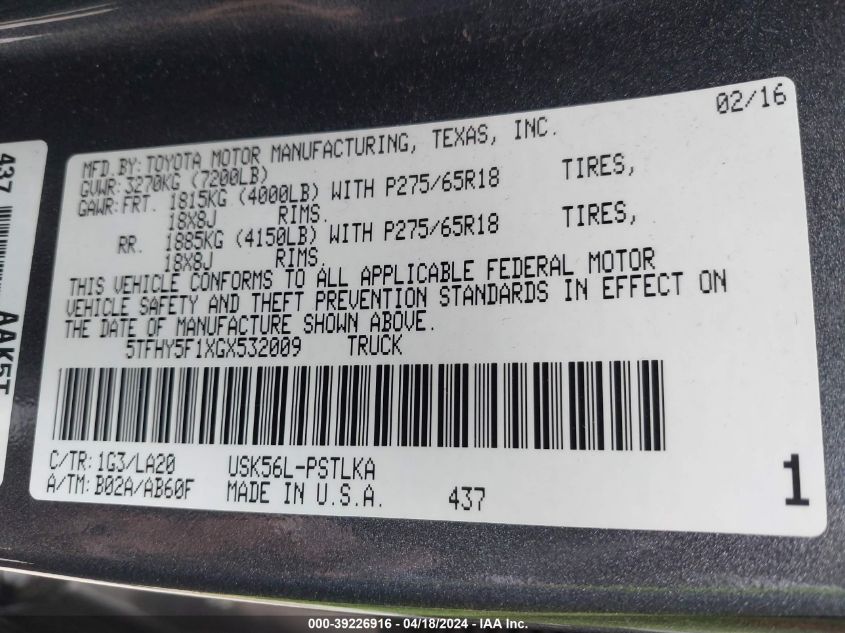 02/16
MFD BY: TOYOTA MOTOR MANUFACTURING, TEXAS, INC.
GVWR: 3270KG (7200LB)
GAWR: FRT. 1815KG (4000LB) WITH P275/65R18 TIRES,
18X8J RIMS.
RR. 1885KG (4150LB) WITH P275/65R18 TIRES,
18X8J RIMS.
THIS VEHICLE CONFORMS TO ALL APPLICABLE FEDERAL MOTOR
VEHICLE SAFETY AND THEFT PREVENTION STANDARDS IN EFFECT ON
THE DATE OF MANUFACTURE SHOWN ABOVE.
5TFHY5F1XGX532009 TRUCK
C/TR: 1G3/LA20 USK56L-PSTLKA
A/TM: B02A/AB60F MADE IN U.S.A. 437
1
437
AAK5T
000-39226916 - 04/18/2024 - IAA Inc.